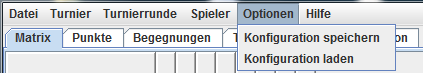 Datei Turnier Turnierrunde Spieler Optionen Hilfe
Matrix Punkte Begegnungen
Konfiguration speichern
Konfiguration laden